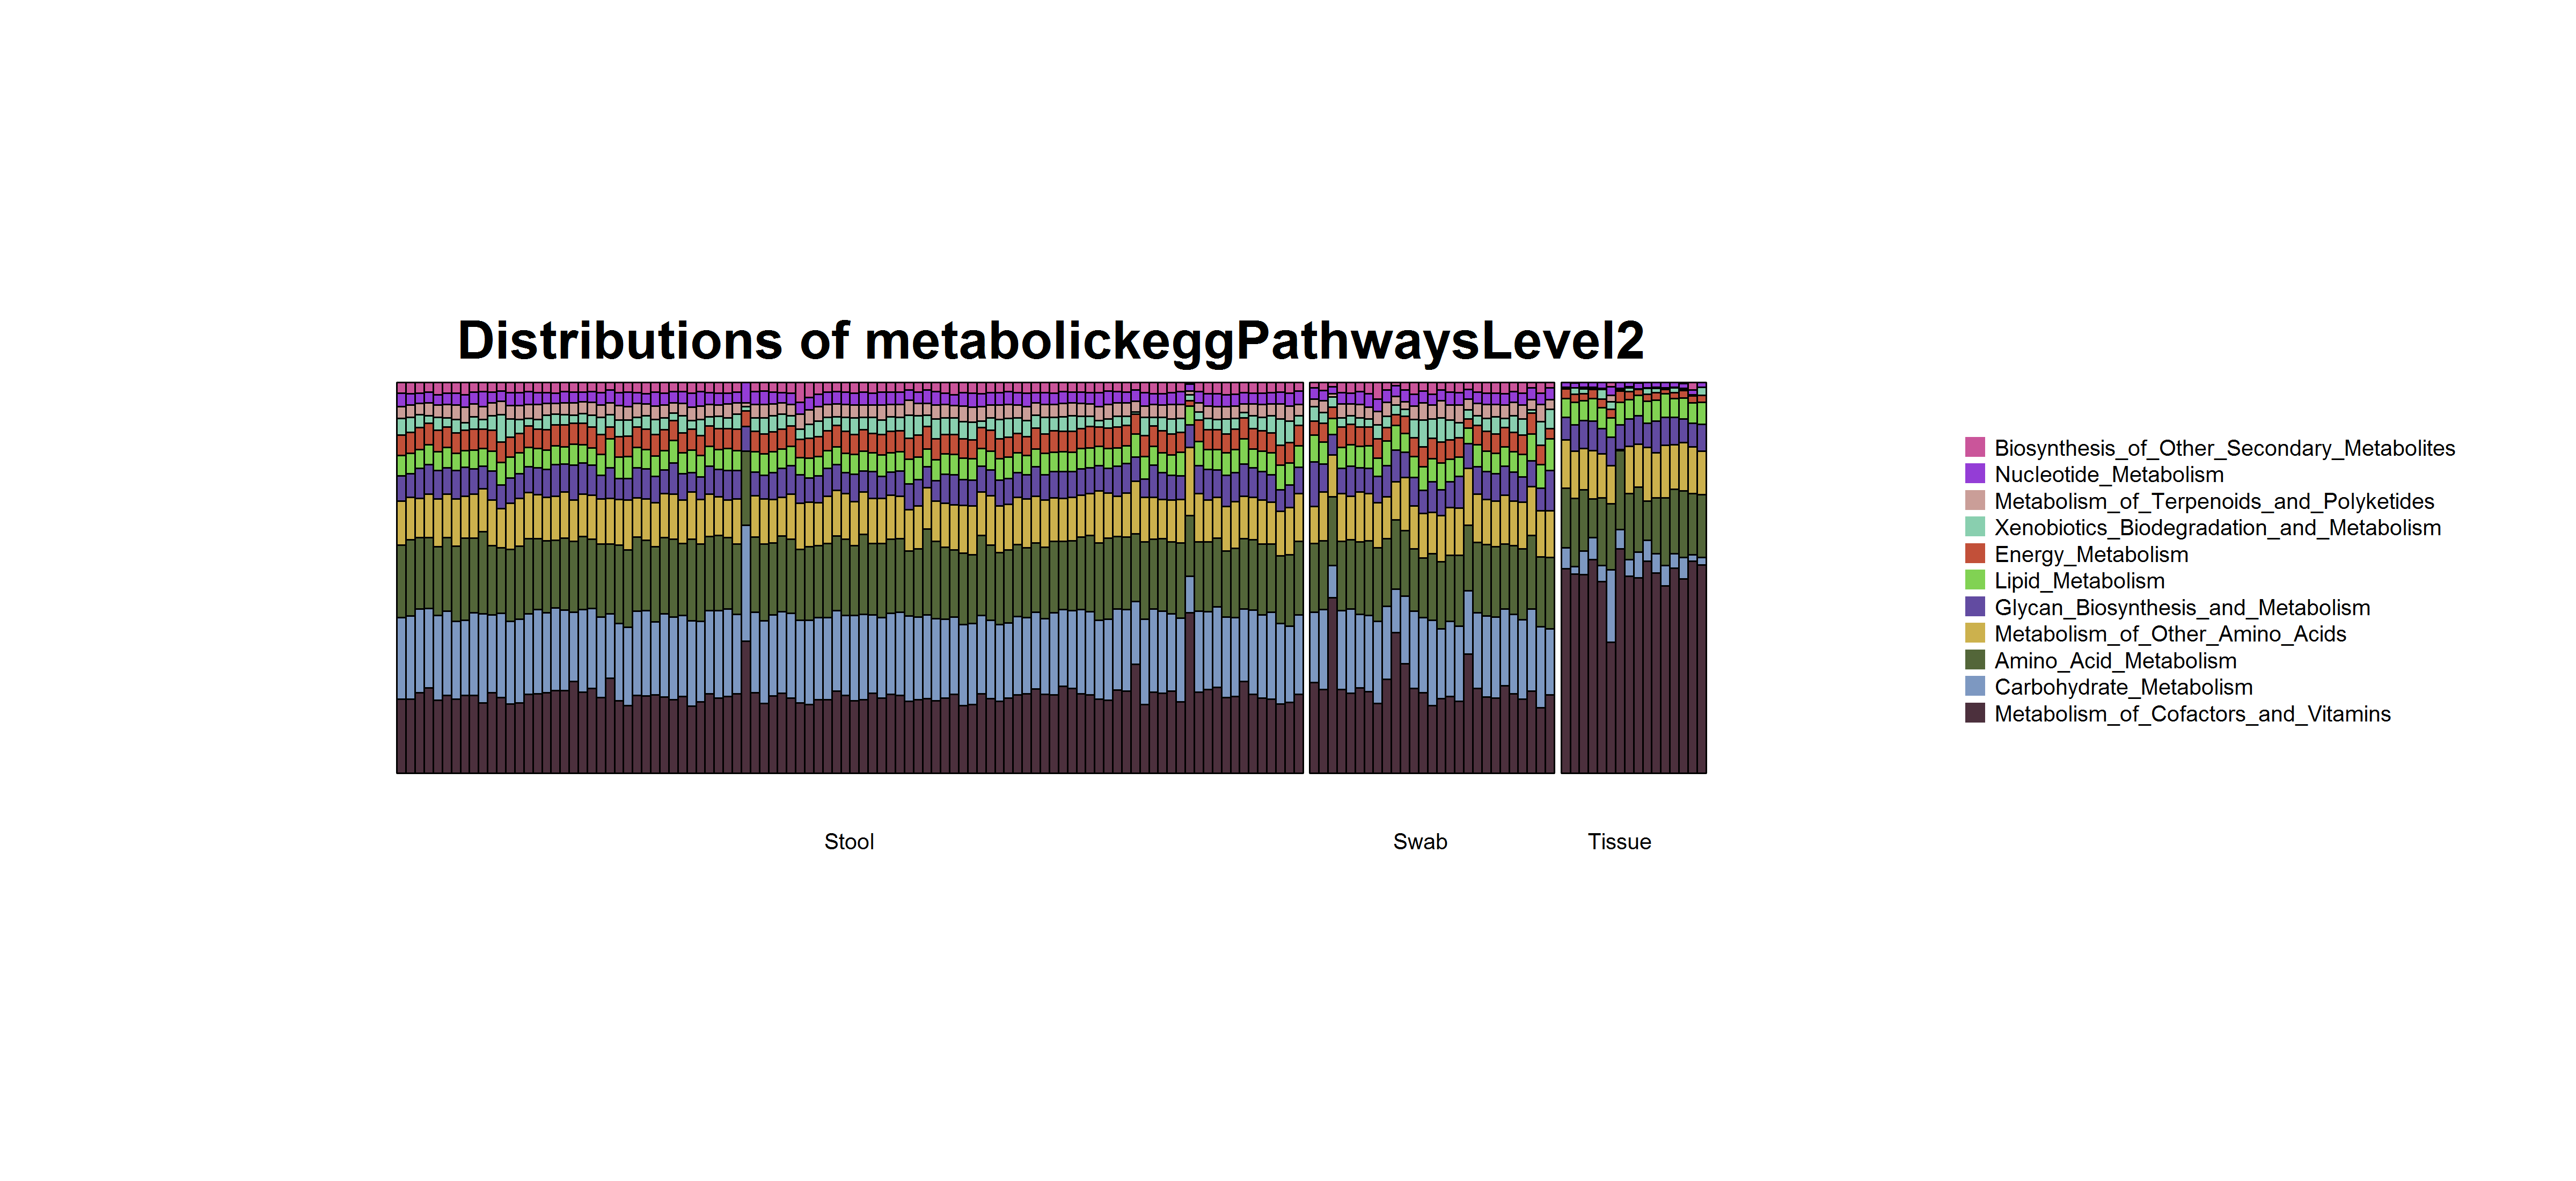 Distributions of metabolickeggPathwaysLevel2
Biosynthesis_of_Other_Secondary_Metabolites
Nucleotide_Metabolism
Metabolism_of_Terpenoids_and_Polyketides
Xenobiotics_Biodegradation_and_Metabolism
Energy_Metabolism
Lipid_Metabolism
Glycan_Biosynthesis_and_Metabolism
Metabolism_of_Other_Amino_Acids
Amino_Acid_Metabolism
Carbohydrate_Metabolism
Metabolism_of_Cofactors_and_Vitamins
Stool Swab Tissue